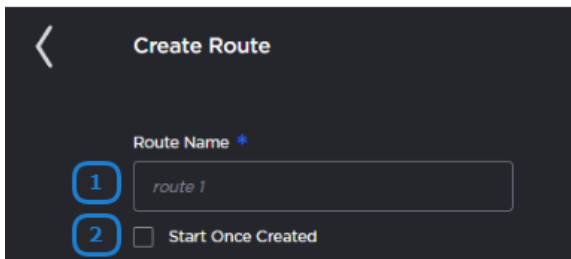 Create Route
Route Name *
1
route 1
2
Start Once Created